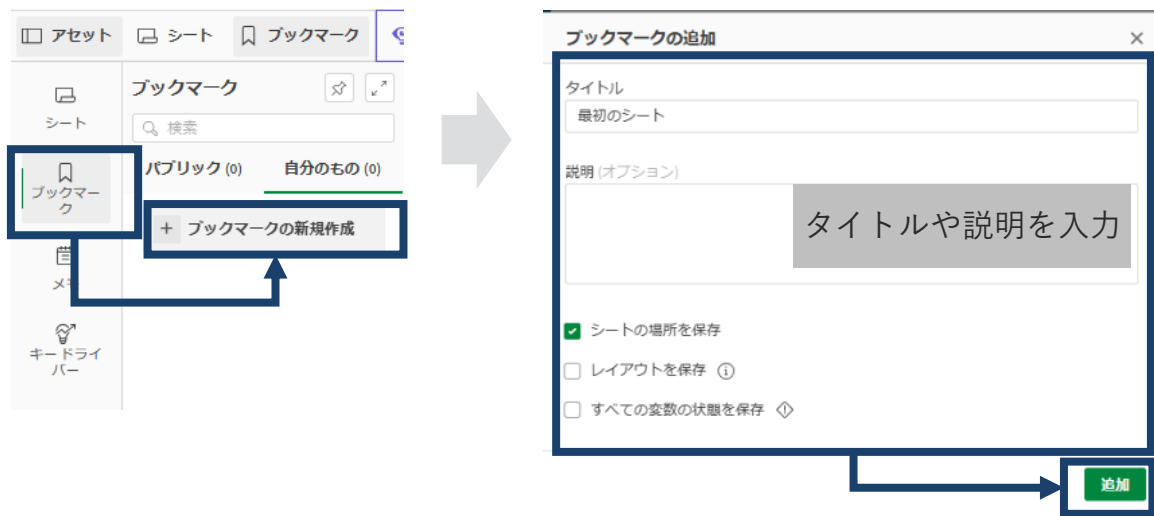 アセット シート ブックマーク
シート
ブックマー
ク
メモ
キードライ
バー
ブックマーク
検索
パブリック (0) 自分のもの (0)
+ ブックマークの新規作成
ブックマークの追加
タイトル
最初のシート
説明 (オプション)
タイトルや説明を入力
シートの場所を保存
レイアウトを保存
すべての変数の状態を保存
追加